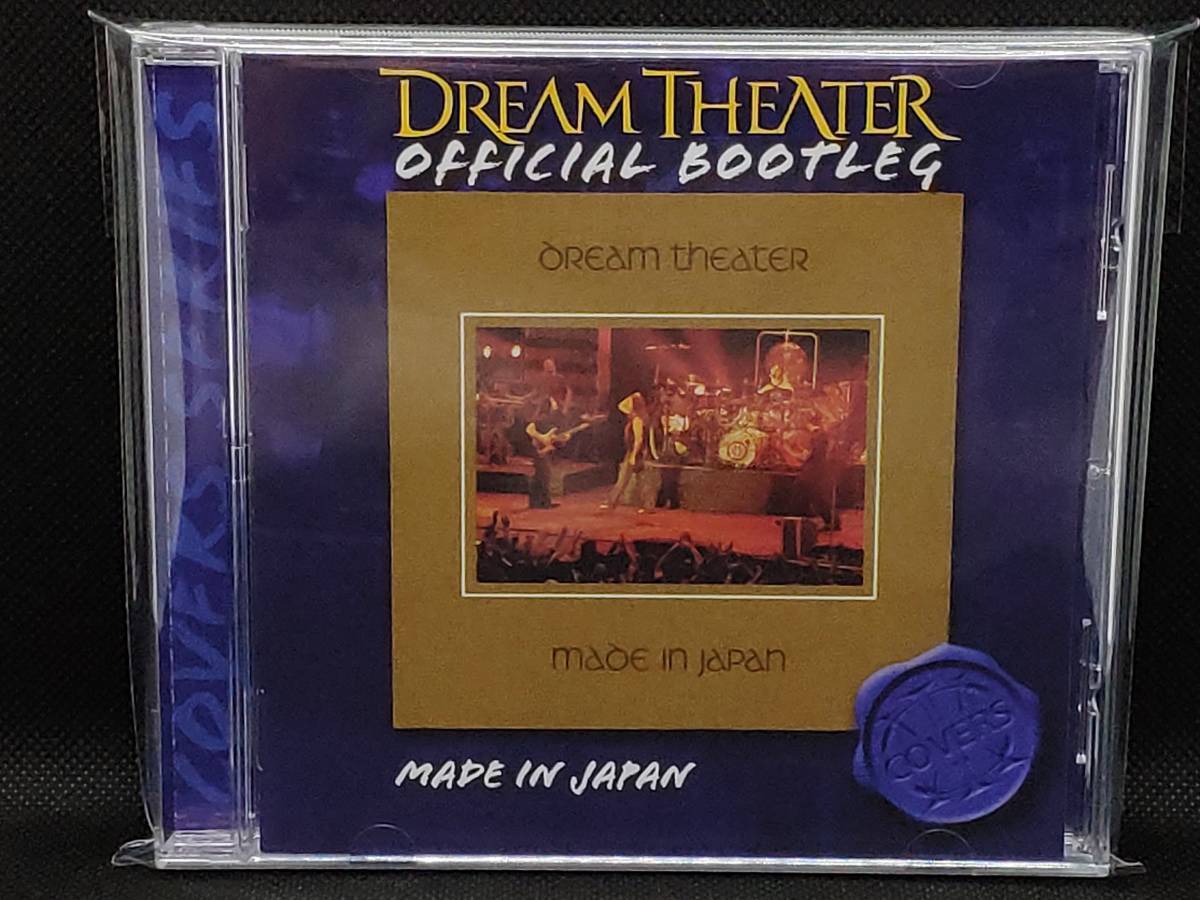 COVERS SERIES
DREAM THEATER
OFFICIAL BOOTLEG
dream theater
made in japan
MADE IN JAPAN
COVERS